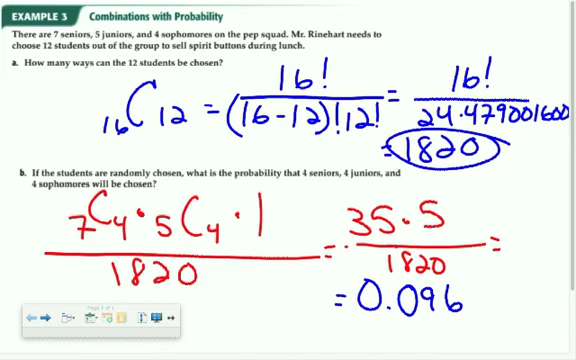 EXAMPLE 3 Combinations with Probability
There are 7 seniors, 5 juniors, and 4 sophomores on the pep squad. Mr. Rinehart needs to
choose 12 students out of the group to sell spirit buttons during lunch.
a. How many ways can the 12 students be chosen?
₁₆C₁₂ = 16! / (16-12)!12! = 16! / 24·479001600
= 1820
b. If the students are randomly chosen, what is the probability that 4 seniors, 4 juniors, and
4 sophomores will be chosen?
₇C₄ · ₅C₄ · 1 / 1820 = 35·5 / 1820 =
= 0.096